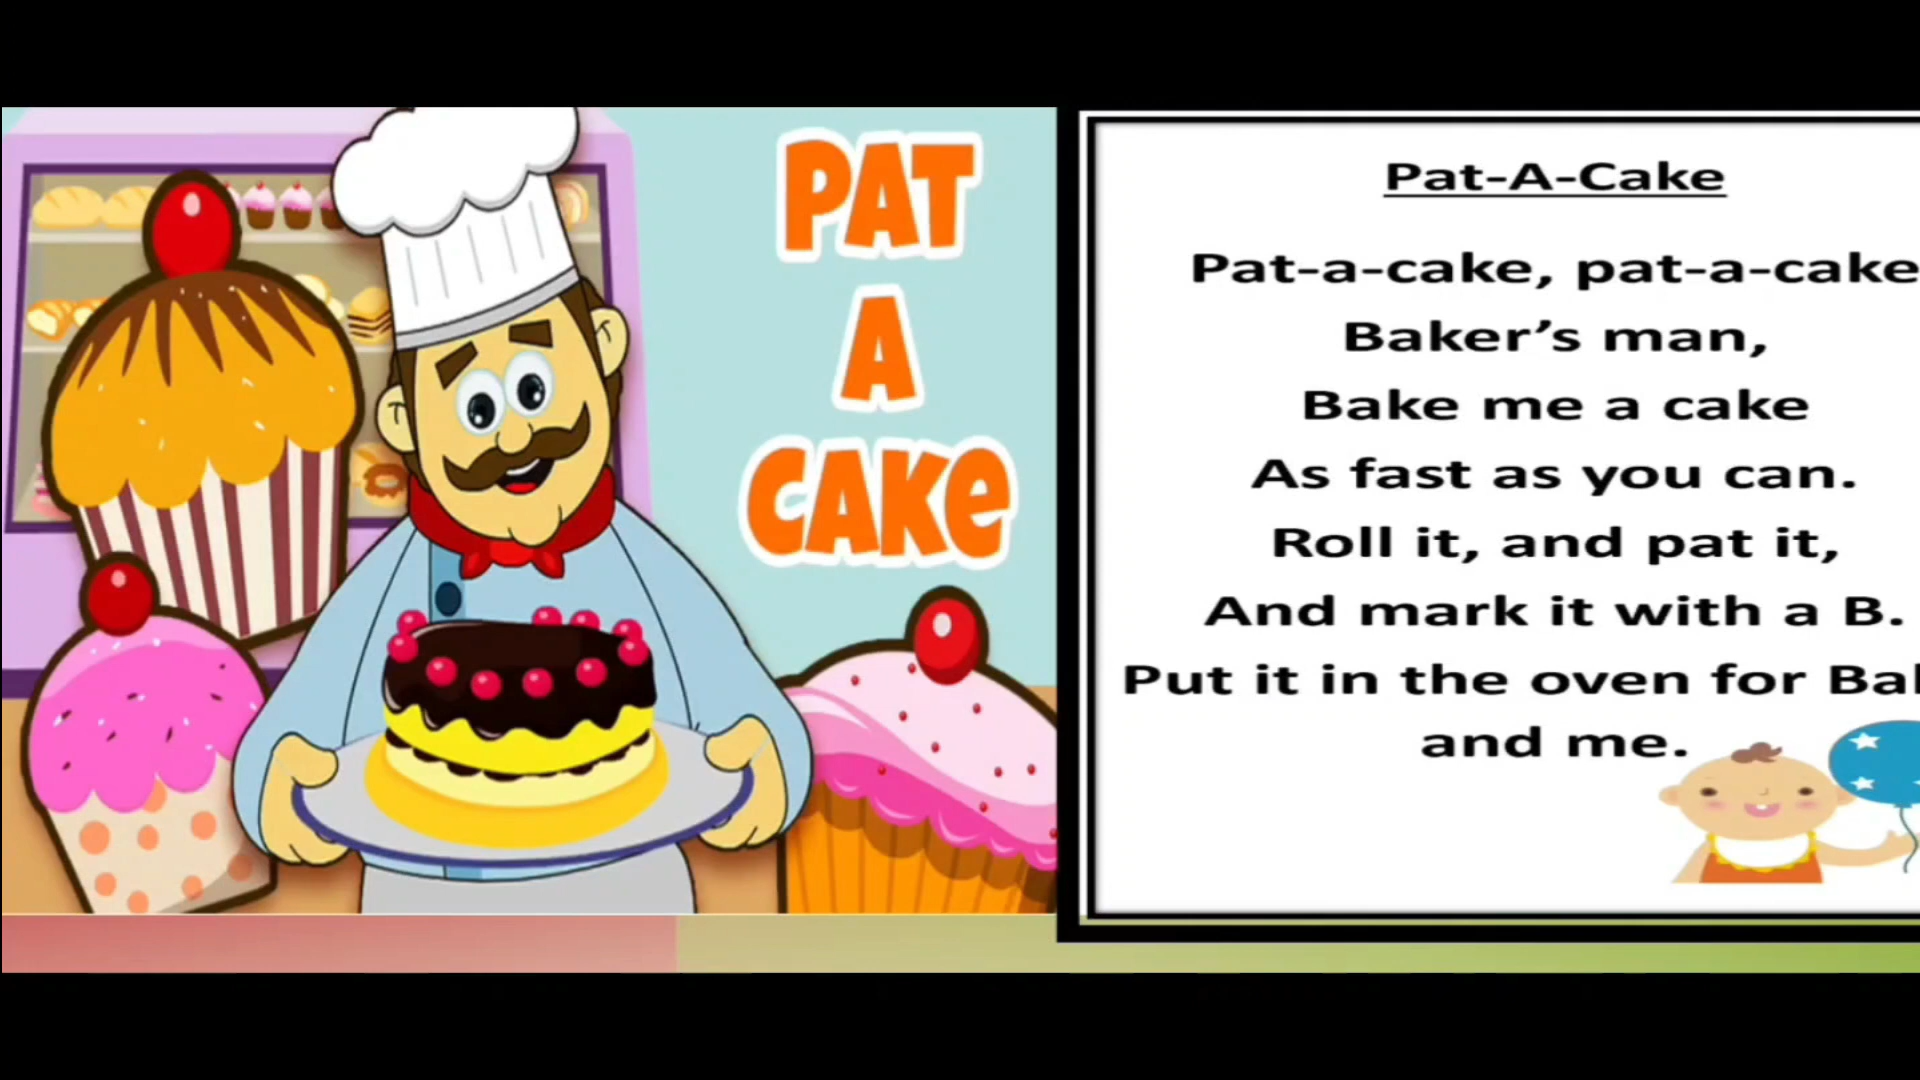 PAT
A
CAKe
Pat-A-Cake
Pat-a-cake, pat-a-cake
Baker’s man,
Bake me a cake
As fast as you can.
Roll it, and pat it,
And mark it with a B.
Put it in the oven for
and me.